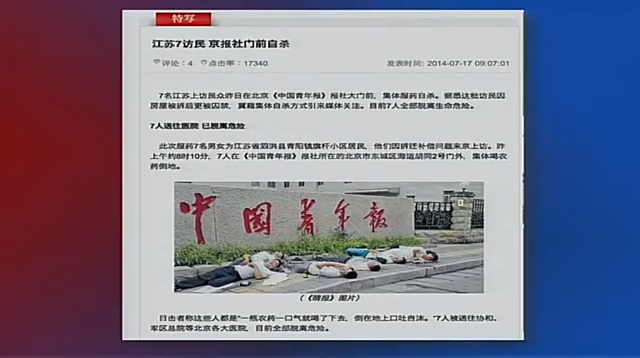 特写
江苏7访民 京报社门前自杀
评论：4 点击率：17340 发表时间：2014-07-17 09:07:01
7名江苏上访民众昨日在北京《中国青年报》报社大门前，集体服药自杀。据悉这批访民因
房屋被拆后更被囚禁，冀藉集体自杀方式引来媒体关注。目前7人全部脱离生命危险。
7人送往医院 已脱离危险
此次服药7名男女为江苏省泗洪县青阳镇旗杆小区居民，他们因拆迁补偿问题来京上访。昨
上午约8时10分，7人在《中国青年报》报社所在的北京市东城区海运胡同2号门外，集体喝农
药倒地。
中国青年报
（《晴报》图片）
目击者称这些人都是"一瓶农药一口气就喝了下去，倒在地上口吐白沫。"7人被送往协和、
军区总院等北京各大医院，目前全部脱离危险。